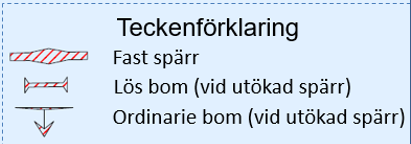 Teckenförklaring
Fast spärr
Lös bom (vid utökad spärr)
Ordinarie bom (vid utökad spärr)